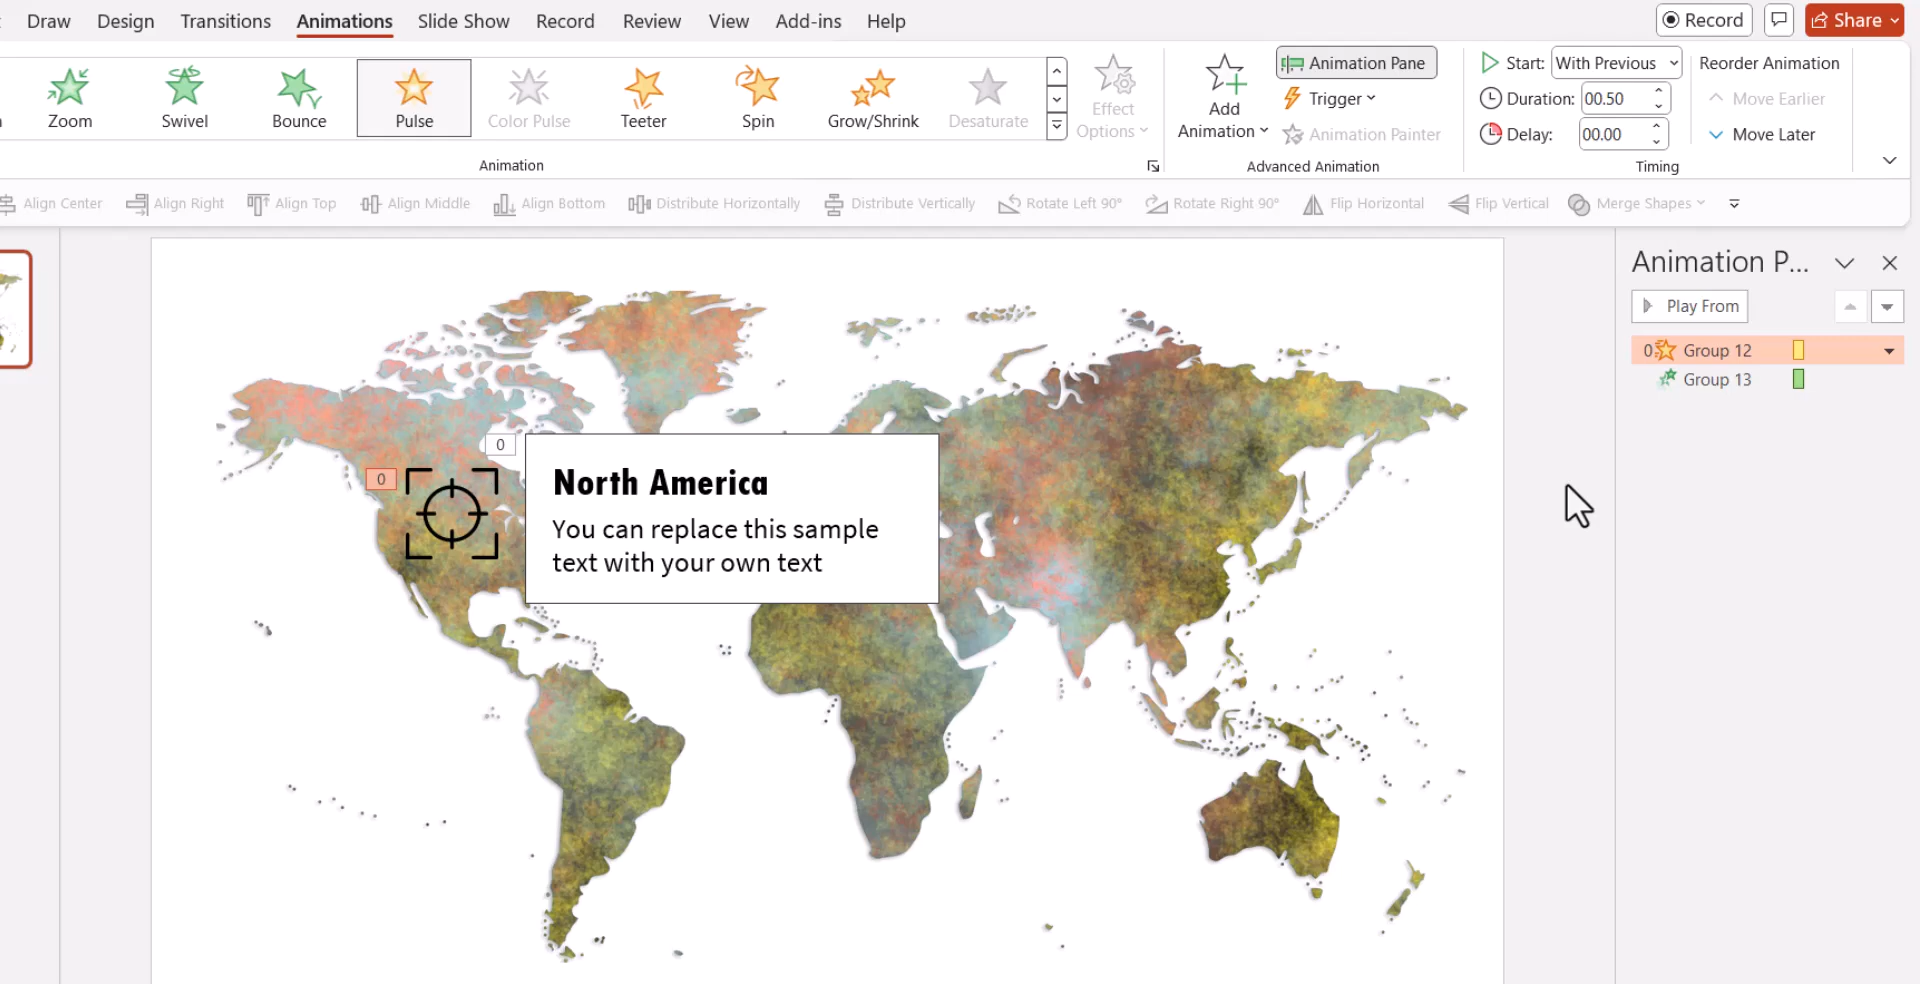 Draw Design Transitions Animations Slide Show Record Review View Add-ins Help Record Share
Zoom Swivel Bounce Pulse Color Pulse Teeter Spin Grow/Shrink Desaturate
Effect Options
Add Animation
Animation Pane
Trigger
Animation Painter
Start: With Previous
Duration: 00.50
Delay: 00.00
Reorder Animation
Move Earlier
Move Later
Animation Advanced Animation Timing
Align Center Align Right Align Top Align Middle Align Bottom Distribute Horizontally Distribute Vertically Rotate Left 90° Rotate Right 90° Flip Horizontal Flip Vertical Merge Shapes
Animation P...
Play From
0 Group 12
Group 13
0
0
North America
You can replace this sample
text with your own text